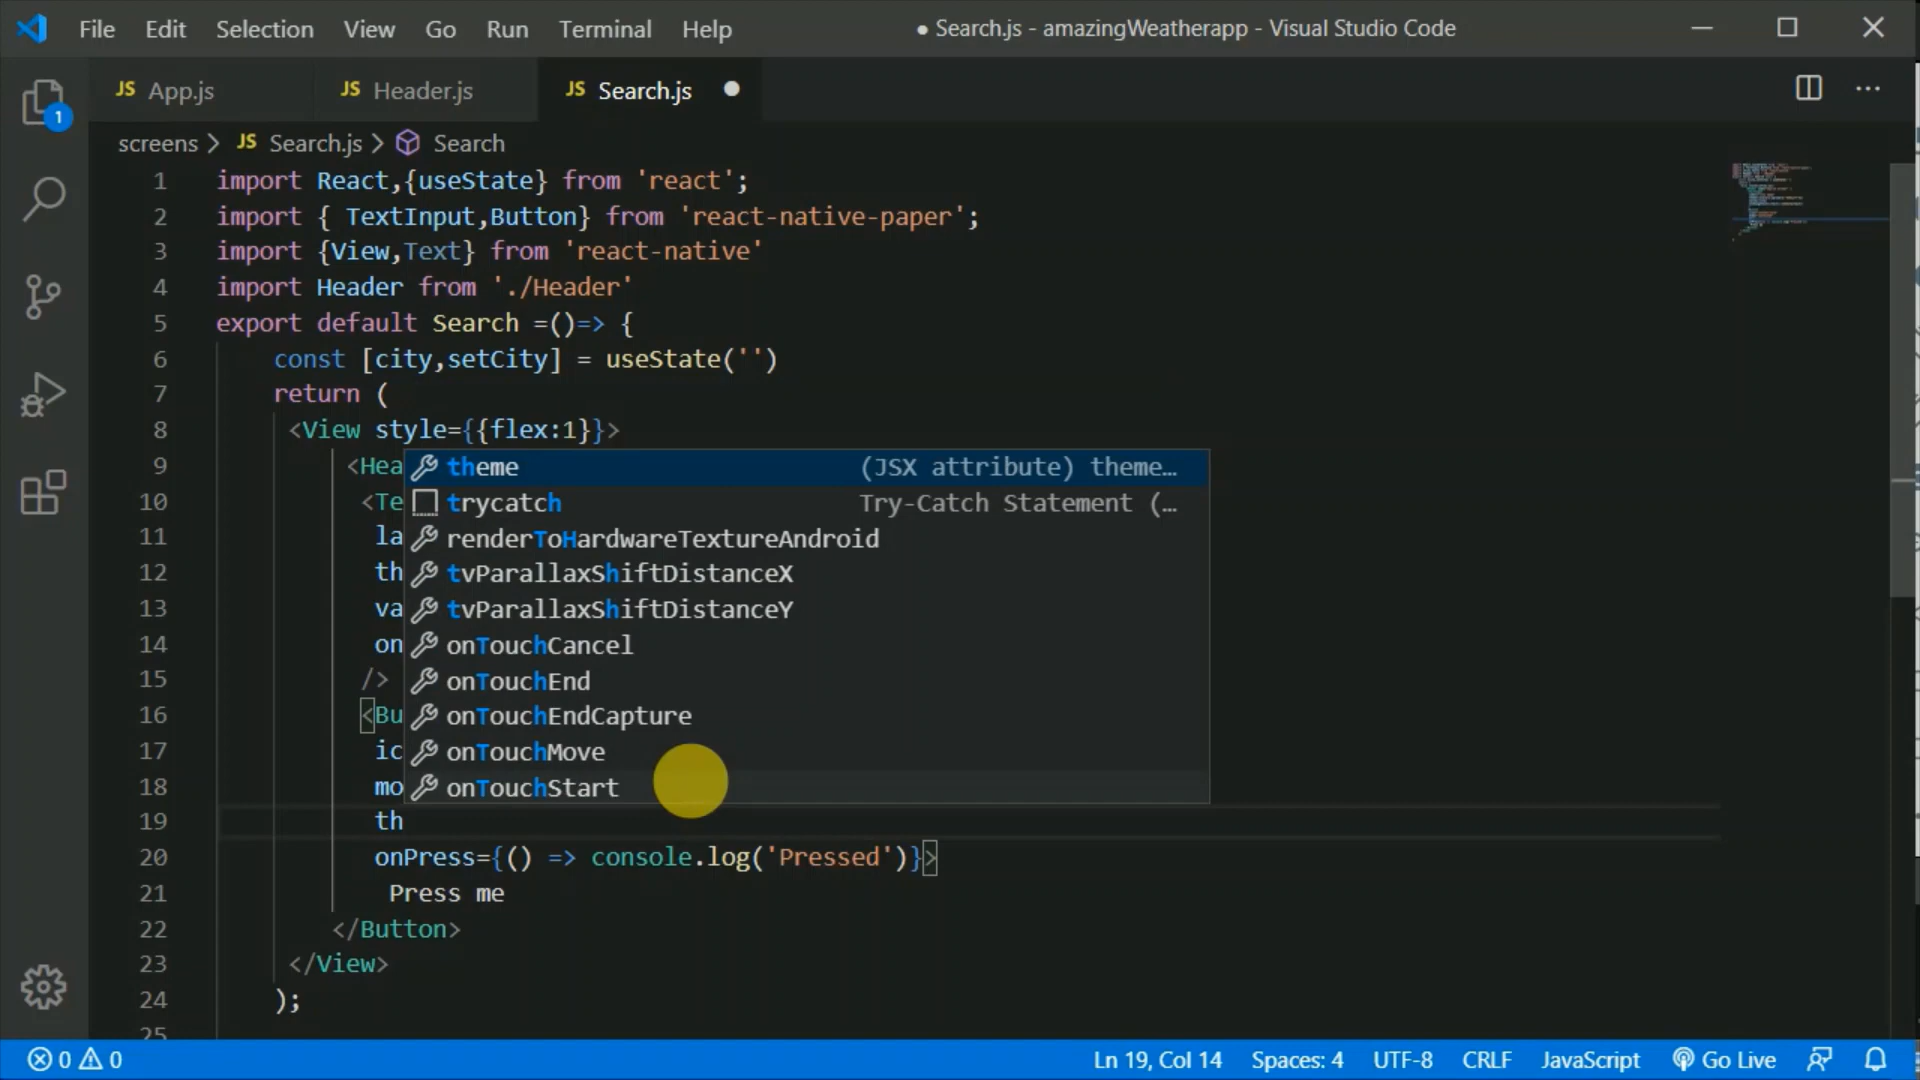 File Edit Selection View Go Run Terminal Help ● Search.js - amazingWeatherapp - Visual Studio Code
JS App.js JS Header.js JS Search.js
1
screens > JS Search.js > Search
1 import React,{useState} from 'react';
2 import { TextInput,Button} from 'react-native-paper';
3 import {View,Text} from 'react-native'
4 import Header from './Header'
5 export default Search =()=> {
6 const [city,setCity] = useState('')
7 return (
8 <View style={{flex:1}}>
9 <Hea theme (JSX attribute) theme…
10 <Te trycatch Try-Catch Statement (…
11 la renderToHardwareTextureAndroid
12 th tvParallaxShiftDistanceX
13 va tvParallaxShiftDistanceY
14 on onTouchCancel
15 /> onTouchEnd
16 <Bu onTouchEndCapture
17 ic onTouchMove
18 mo onTouchStart
19 th
20 onPress={() => console.log('Pressed')}>
21 Press me
22 </Button>
23 </View>
24 );
25
0 0 Ln 19, Col 14 Spaces: 4 UTF-8 CRLF JavaScript Go Live